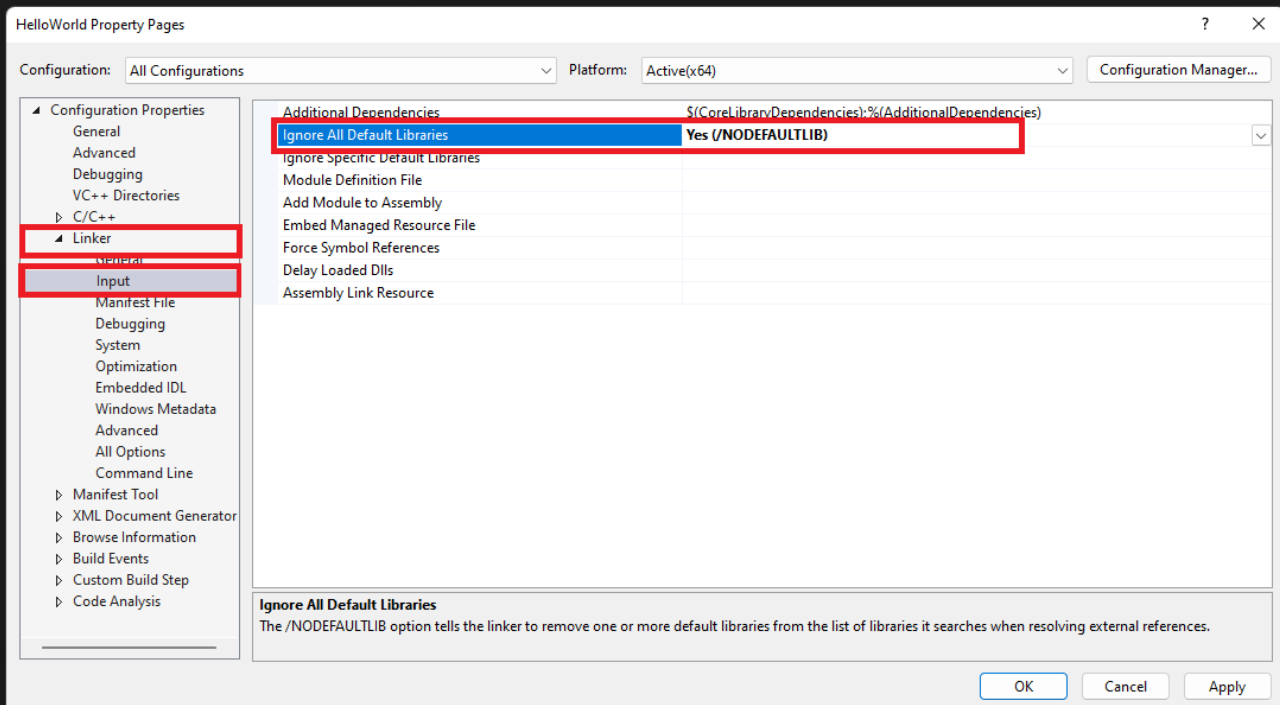 HelloWorld Property Pages ? ×
Configuration: All Configurations Platform: Active(x64) Configuration Manager...
Configuration Properties
General
Advanced
Debugging
VC++ Directories
C/C++
Linker
General
Input
Manifest File
Debugging
System
Optimization
Embedded IDL
Windows Metadata
Advanced
All Options
Command Line
Manifest Tool
XML Document Generator
Browse Information
Build Events
Custom Build Step
Code Analysis
Additional Dependencies $(CoreLibraryDependencies);%(AdditionalDependencies)
Ignore All Default Libraries Yes (/NODEFAULTLIB)
Ignore Specific Default Libraries
Module Definition File
Add Module to Assembly
Embed Managed Resource File
Force Symbol References
Delay Loaded Dlls
Assembly Link Resource
Ignore All Default Libraries
The /NODEFAULTLIB option tells the linker to remove one or more default libraries from the list of libraries it searches when resolving external references.
OK Cancel Apply